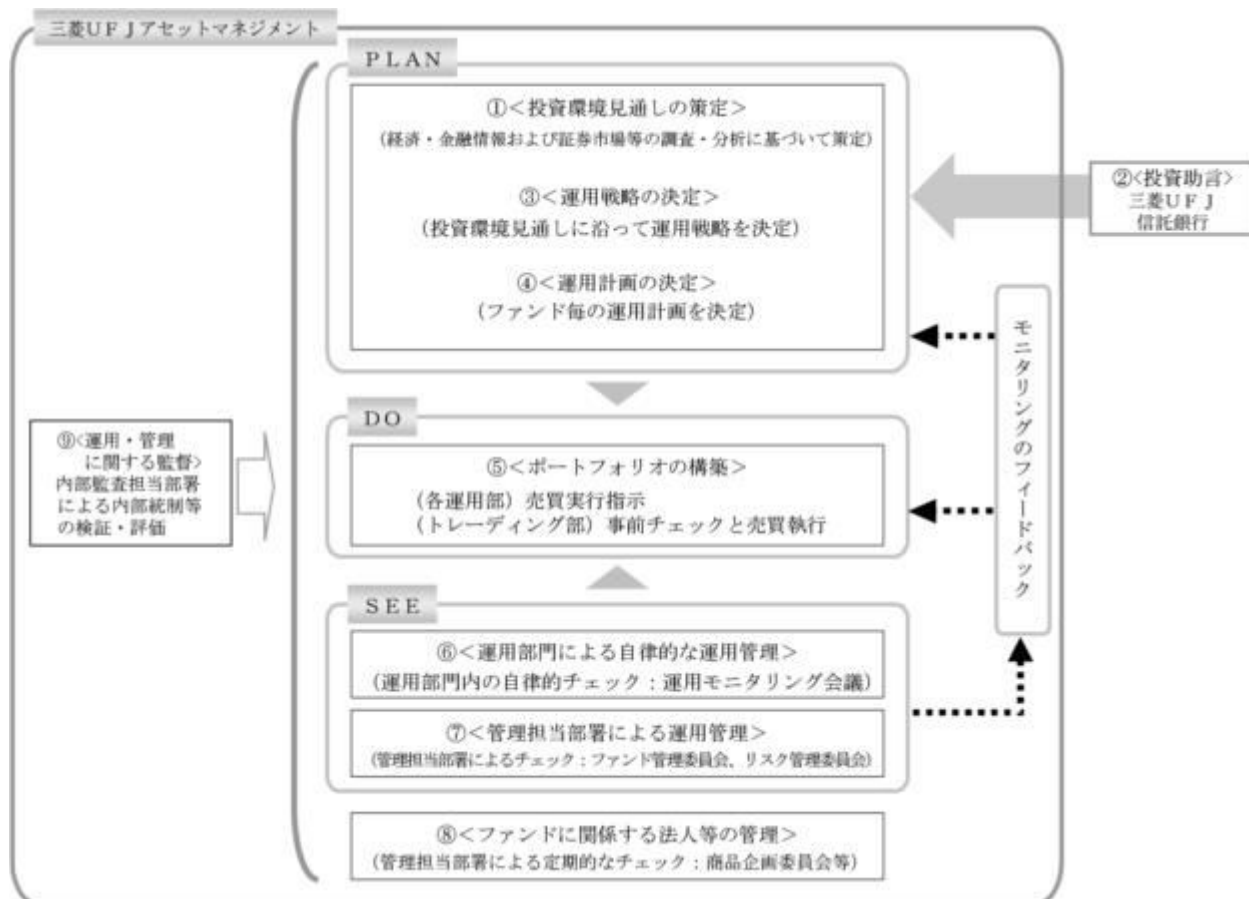 三菱UFJアセットマネジメント
PLAN
①<投資環境見通しの策定>
(経済・金融情報および証券市場等の調査・分析に基づいて策定)
③<運用戦略の決定>
(投資環境見通しに沿って運用戦略を決定)
④<運用計画の決定>
(ファンド毎の運用計画を決定)
②<投資助言>
三菱UFJ
信託銀行
モニタリングのフィードバック
DO
⑤<ポートフォリオの構築>
(各運用部)売買実行指示
(トレーディング部)事前チェックと売買執行
⑨<運用・管理
に関する監督>
内部監査担当部署
による内部統制等
の検証・評価
SEE
⑥<運用部門による自律的な運用管理>
(運用部門内の自律的チェック:運用モニタリング会議)
⑦<管理担当部署による運用管理>
(管理担当部署によるチェック:ファンド管理委員会、リスク管理委員会)
⑧<ファンドに関係する法人等の管理>
(管理担当部署による定期的なチェック:商品企画委員会等)